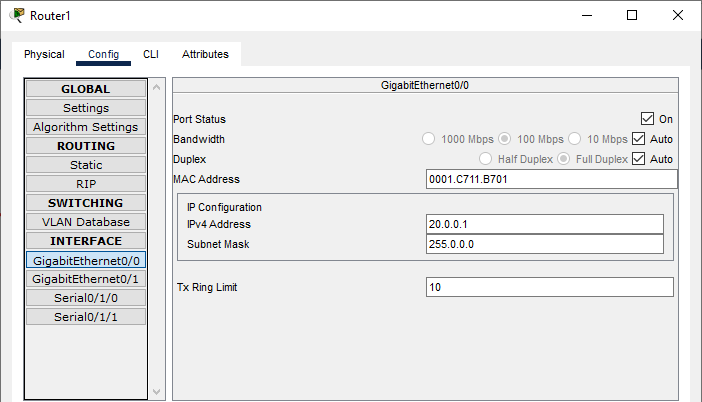 Router1
Physical Config CLI Attributes
GLOBAL
Settings
Algorithm Settings
ROUTING
Static
RIP
SWITCHING
VLAN Database
INTERFACE
GigabitEthernet0/0
GigabitEthernet0/1
Serial0/1/0
Serial0/1/1
GigabitEthernet0/0
Port Status On
Bandwidth 1000 Mbps 100 Mbps 10 Mbps Auto
Duplex Half Duplex Full Duplex Auto
MAC Address 0001.C711.B701
IP Configuration
IPv4 Address 20.0.0.1
Subnet Mask 255.0.0.0
Tx Ring Limit 10